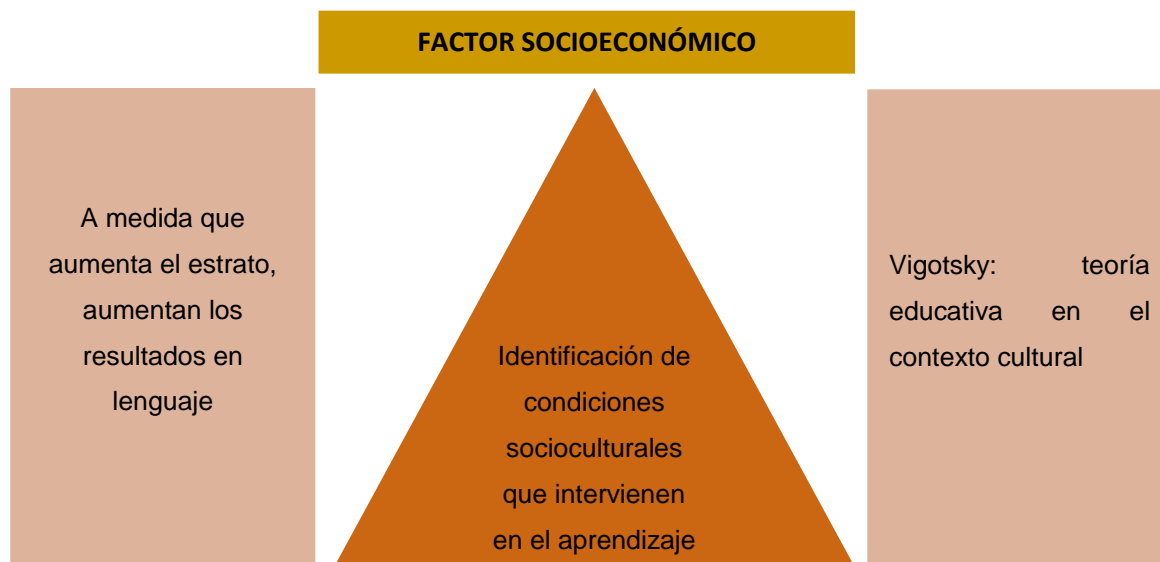 FACTOR SOCIOECONÓMICO
A medida que
aumenta el estrato,
aumentan los
resultados en
lenguaje
Identificación de
condiciones
socioculturales
que intervienen
en el aprendizaje
Vigotsky: teoría
educativa en el
contexto cultural